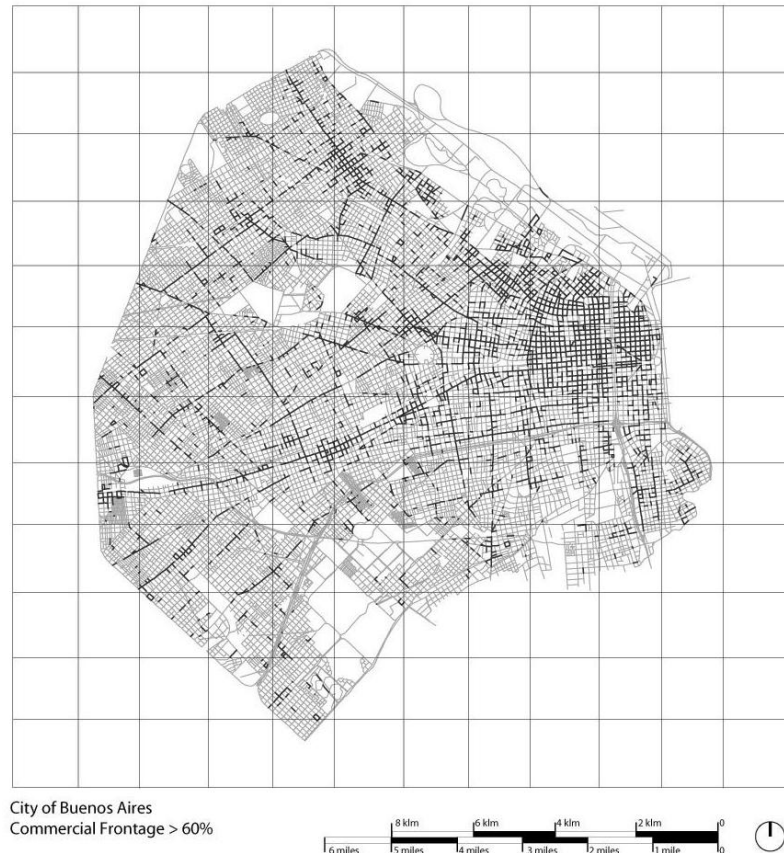 City of Buenos Aires
Commercial Frontage > 60%
8 klm 6 klm 4 klm 2 klm 0
6 miles 5 miles 4 miles 3 miles 2 miles 1 mile 0